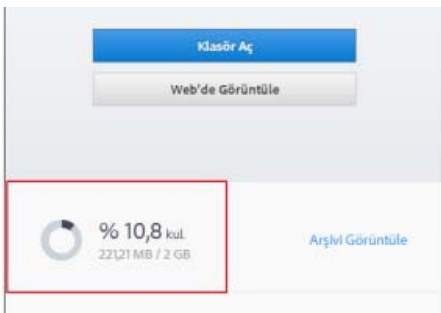 Klasör Aç
Web'de Görüntüle
% 10,8 kul.
221,21 MB / 2 GB
Arşivi Görüntüle